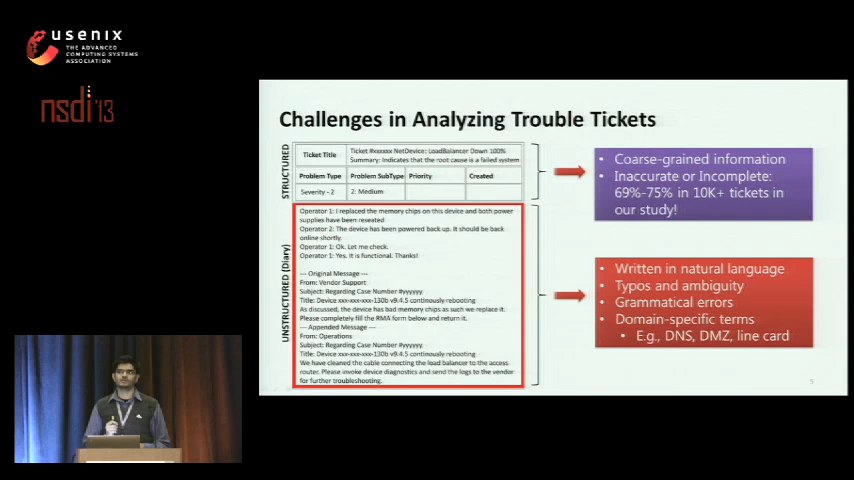 usenix
THE ADVANCED
COMPUTING SYSTEMS
ASSOCIATION
nsdi '13
Challenges in Analyzing Trouble Tickets
STRUCTURED
Ticket Title
Ticket #xxxxxx NetDevice: LoadBalancer Down 100%
Summary: Indicates that the root cause is a failed system
Problem Type Problem SubType Priority Created
Severity - 2 2: Medium
UNSTRUCTURED (Diary)
Operator 1: I replaced the memory chips on this device and both power
supplies have been reseated
Operator 2: The device has been powered back up. It should be back
online shortly.
Operator 1: Ok. Let me check.
Operator 1: Yes. It is functional. Thanks!
--- Original Message ---
From: Vendor Support
Subject: Regarding Case Number #yyyyyy
Title: Device xxx-xxx-xxx-130b v9.4.5 continously rebooting
As discussed, the device has bad memory chips as such we replace it.
Please completely fill the RMA form below and return it.
--- Appended Message ---
From: Operations
Subject: Regarding Case Number #yyyyyy
Title: Device xxx-xxx-xxx-130b v9.4.5 continously rebooting
We have cleaned the cable connecting the load balancer to the access
router. Please invoke device diagnostics and send the logs to the vendor
for further troubleshooting.
• Coarse-grained information
• Inaccurate or Incomplete:
69%-75% in 10K+ tickets in
our study!
• Written in natural language
• Typos and ambiguity
• Grammatical errors
• Domain-specific terms
• E.g., DNS, DMZ, line card
5